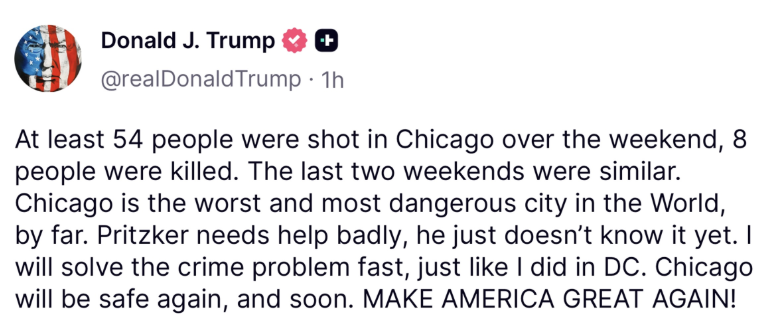 Donald J. Trump
@realDonaldTrump · 1h
At least 54 people were shot in Chicago over the weekend, 8
people were killed. The last two weekends were similar.
Chicago is the worst and most dangerous city in the World,
by far. Pritzker needs help badly, he just doesn’t know it yet. I
will solve the crime problem fast, just like I did in DC. Chicago
will be safe again, and soon. MAKE AMERICA GREAT AGAIN!